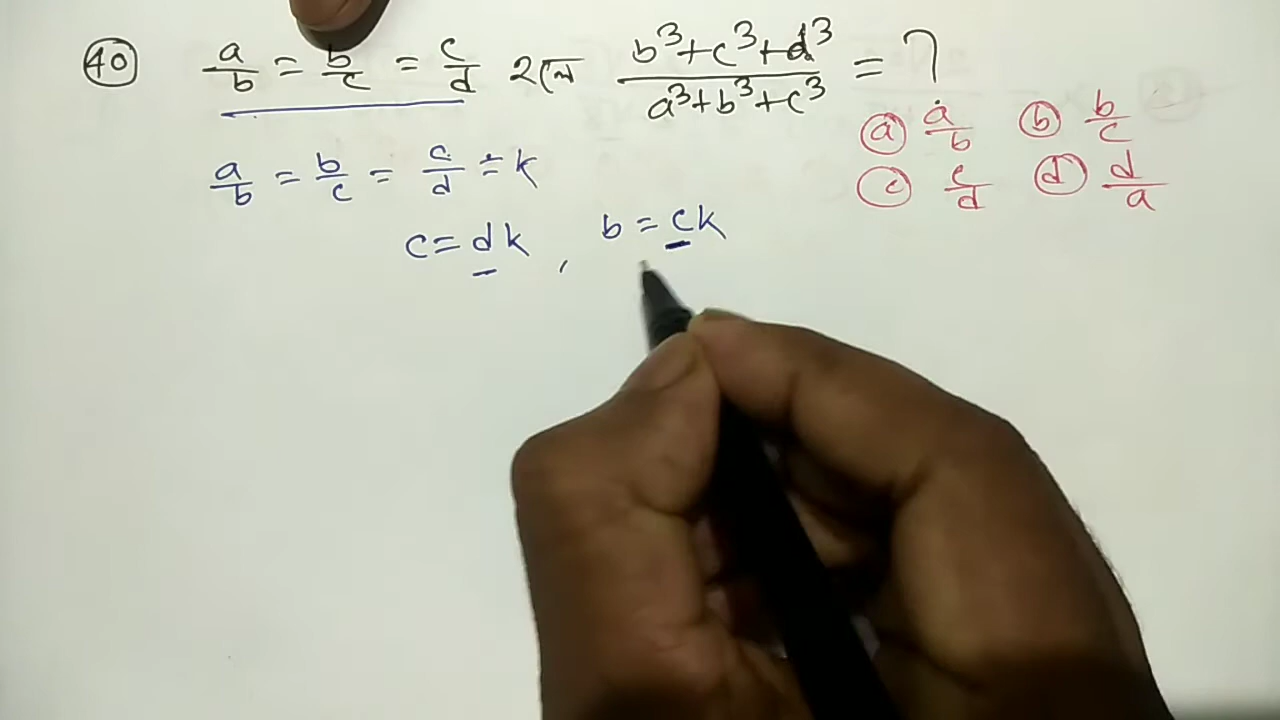 40 a/b = b/c = c/d হলে b³+c³+d³/a³+b³+c³ = ?
a a/b b b/c
c c/d d d/a
a/b = b/c = c/d = k
c = dk , b = ck